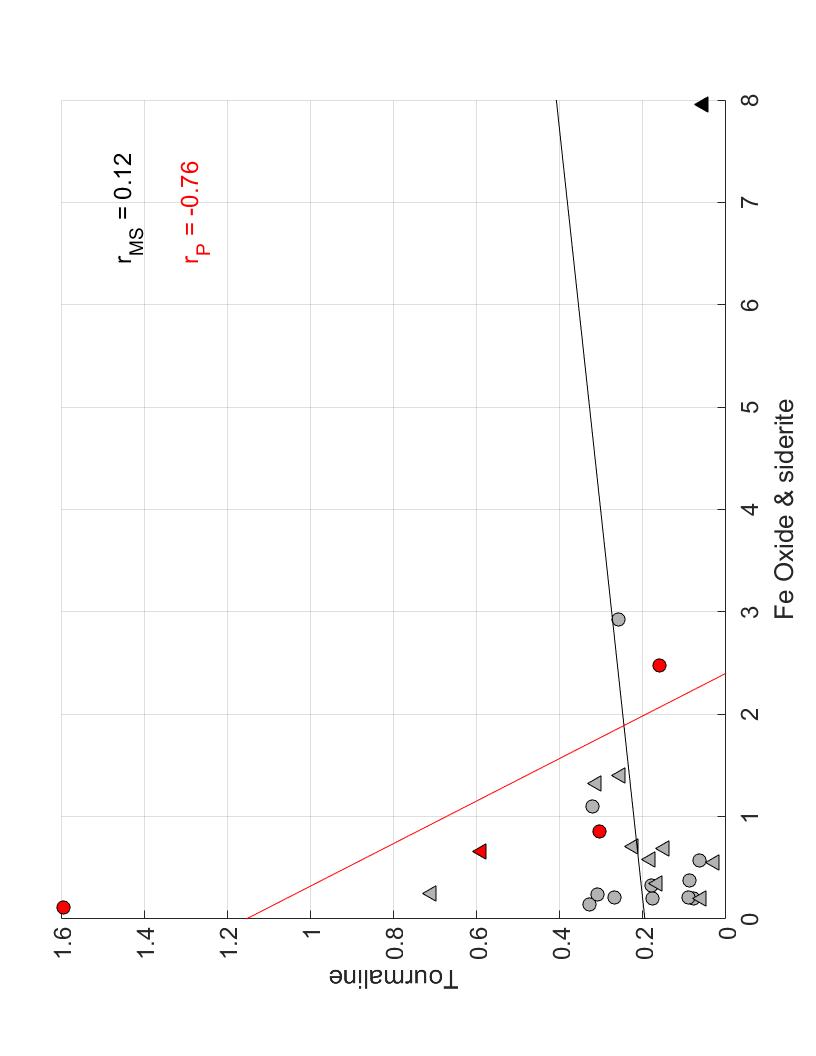 1.6
1.4
1.2
1
0.8
0.6
0.4
0.2
0
Tourmaline
r_MS = 0.12
r_P = -0.76
0 1 2 3 4 5 6 7 8
Fe Oxide & siderite